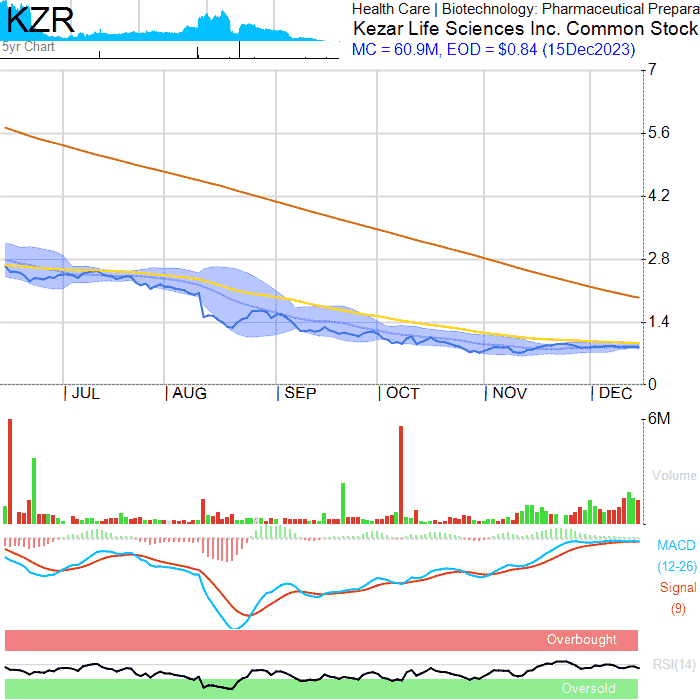 KZR
5yr Chart
Health Care | Biotechnology: Pharmaceutical Prepara
Kezar Life Sciences Inc. Common Stock
MC = 60.9M, EOD = $0.84 (15Dec2023)
7
5.6
4.2
2.8
1.4
0
| JUL | AUG | SEP | OCT | NOV | DEC
6M
Volume
MACD
(12-26)
Signal
(9)
Overbought
RSI(14)
Oversold